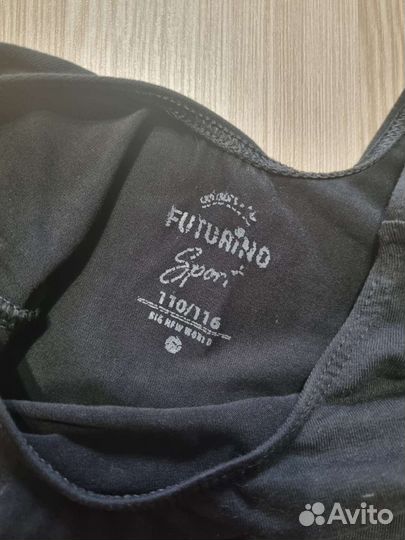 FUTURINO
Sport
110/116
BIG NEW WORLD
Avito